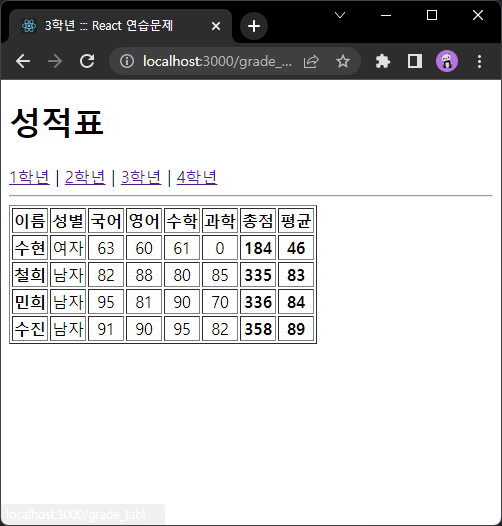 3학년 ::: React 연습문제
localhost:3000/grade_...
성적표
1학년 | 2학년 | 3학년 | 4학년
이름 성별 국어 영어 수학 과학 총점 평균
수현 여자 63 60 61 0 184 46
철희 남자 82 88 80 85 335 83
민희 남자 95 81 90 70 336 84
수진 남자 91 90 95 82 358 89
localhost:3000/grade_tabl...